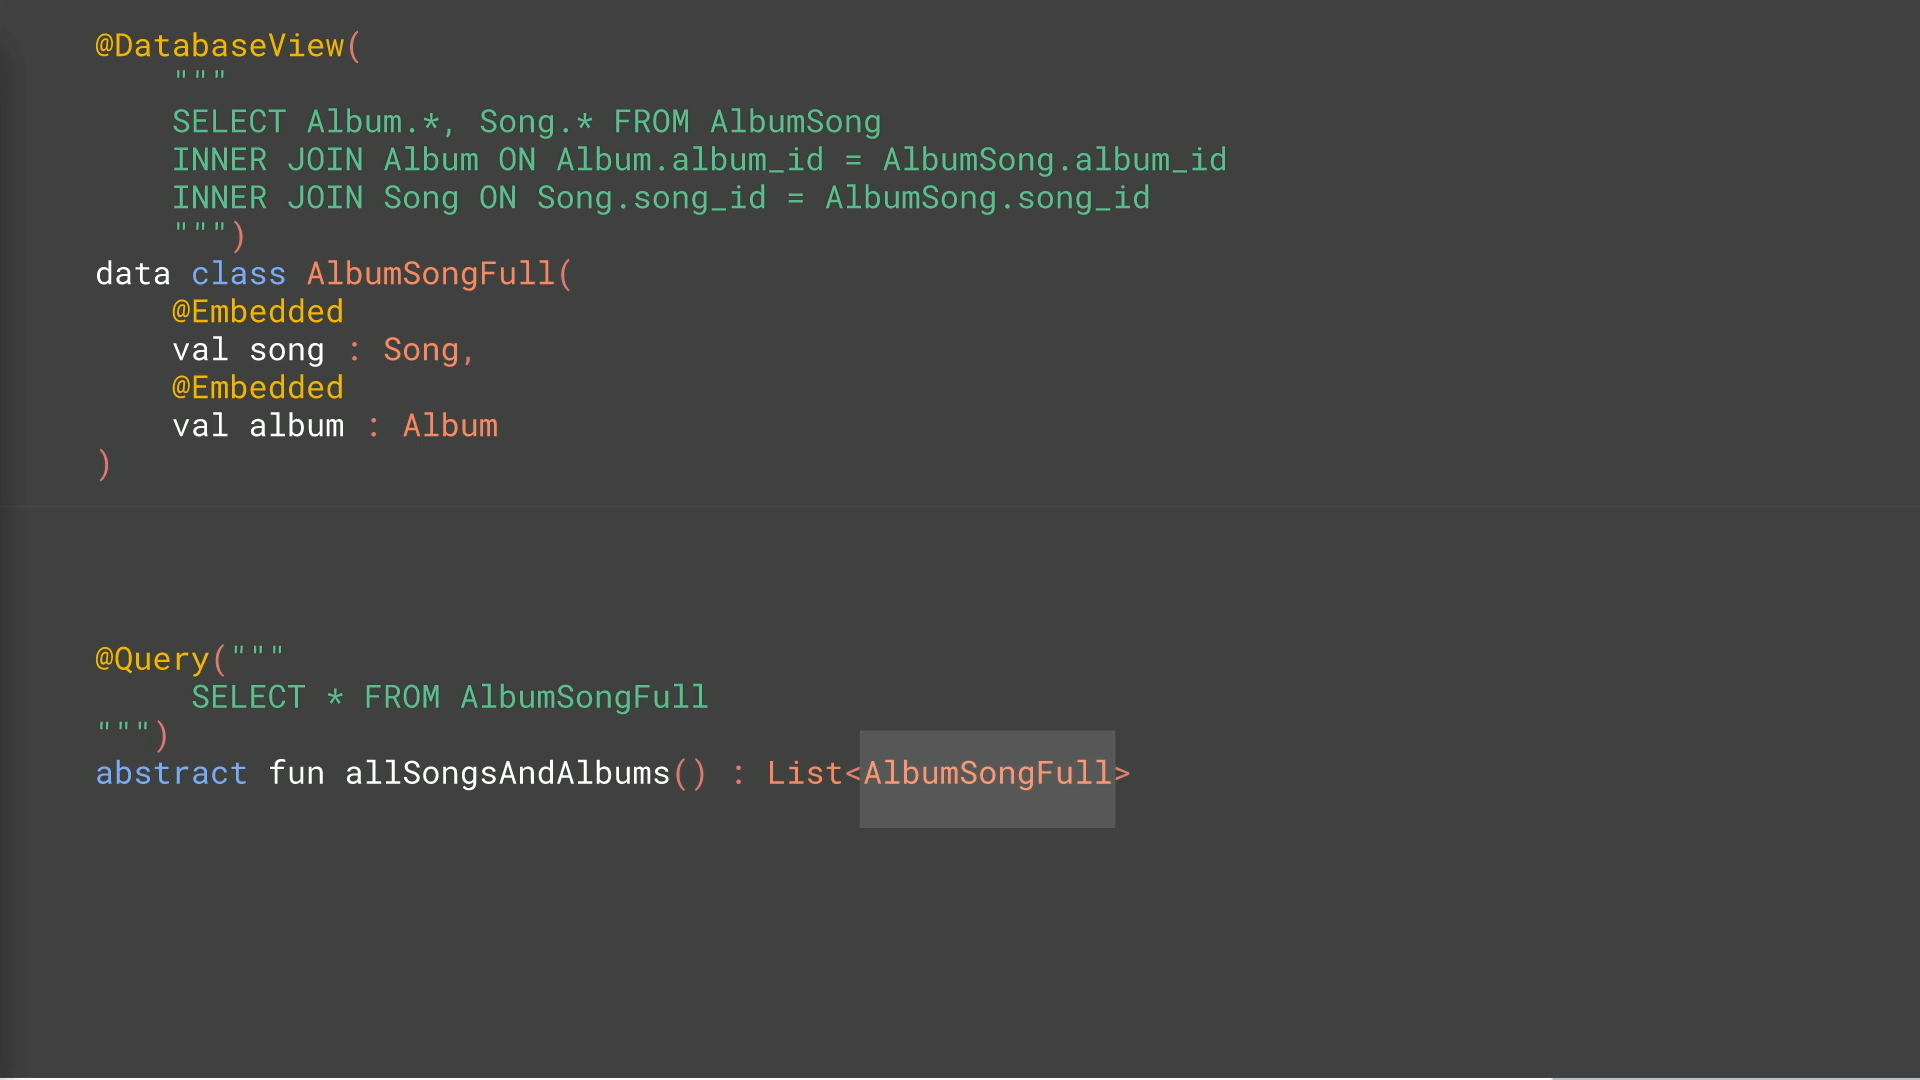 @DatabaseView(
"""
SELECT Album.*, Song.* FROM AlbumSong
INNER JOIN Album ON Album.album_id = AlbumSong.album_id
INNER JOIN Song ON Song.song_id = AlbumSong.song_id
""")
data class AlbumSongFull(
@Embedded
val song : Song,
@Embedded
val album : Album
)
@Query("""
SELECT * FROM AlbumSongFull
""")
abstract fun allSongsAndAlbums() : List<AlbumSongFull>